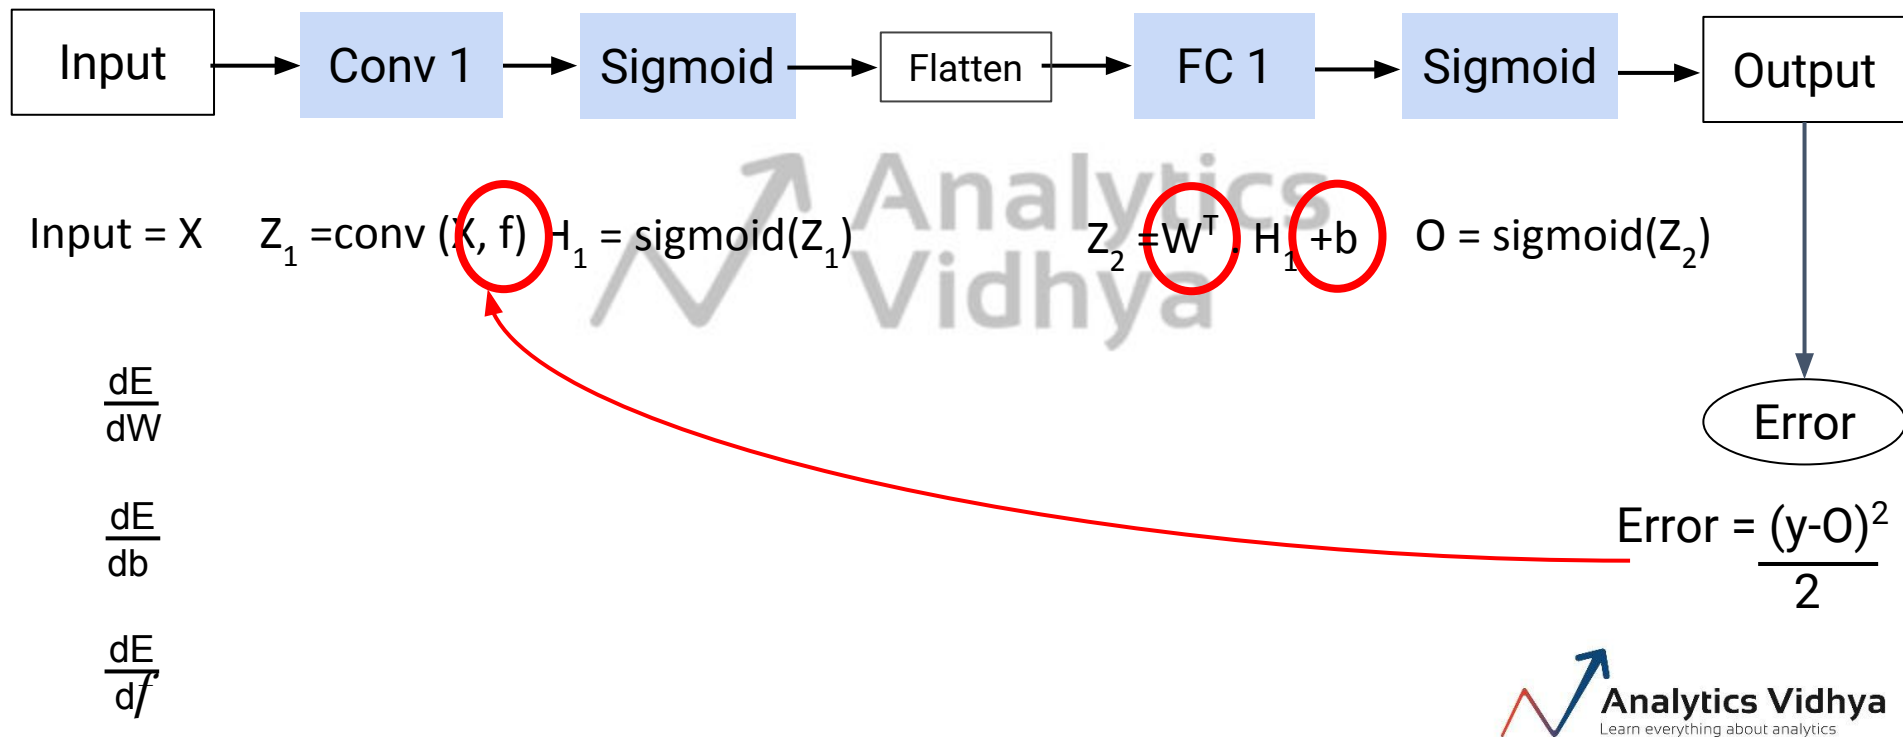 Input
Conv 1
Sigmoid
Flatten
FC 1
Sigmoid
Output
Analytics
Vidhya
Input = X
Z₁ =conv (X, f)
H₁ = sigmoid(Z₁)
Z₂ =Wᵀ . H₁ +b
O = sigmoid(Z₂)
dE
dW
Error
dE
db
Error = (y-O)²
2
dE
df
Analytics Vidhya
Learn everything about analytics